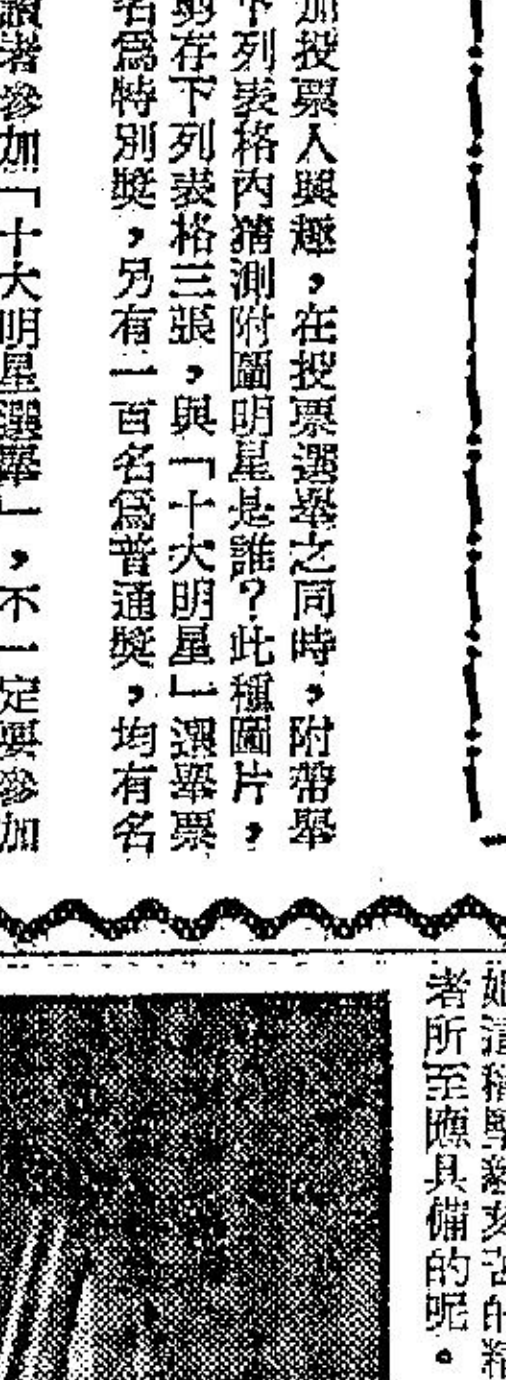 加投票人興趣，在投票選舉之同時，附帶舉
下列表格內猜測附圖明星是誰？此種圖片，
剪存下列表格三張，與「十大明星」選舉票
名爲特別獎，另有一百名爲普通獎，均有名
讀者參加「十大明星選舉」，不一定要參加
的精
者所至應具備的呢。